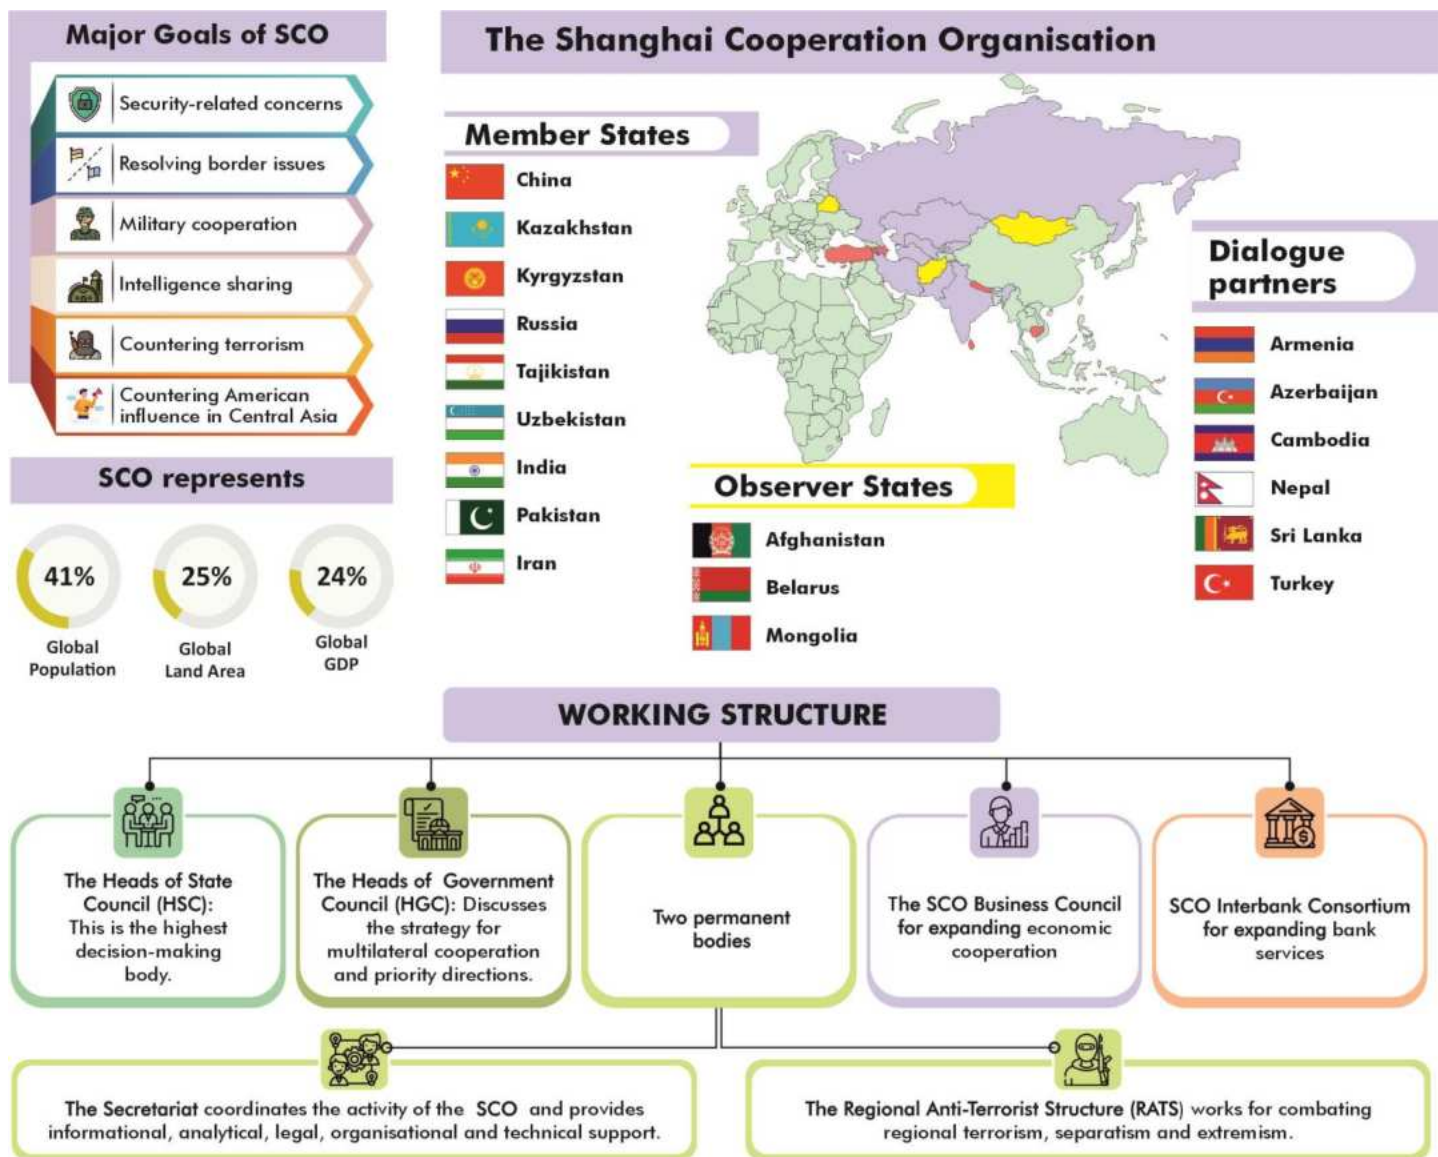 Major Goals of SCO
Security-related concerns
Resolving border issues
Military cooperation
Intelligence sharing
Countering terrorism
Countering American
influence in Central Asia
SCO represents
41%
Global
Population
25%
Global
Land Area
24%
Global
GDP
The Shanghai Cooperation Organisation
Member States
China
Kazakhstan
Kyrgyzstan
Russia
Tajikistan
Uzbekistan
India
Pakistan
Iran
Observer States
Afghanistan
Belarus
Mongolia
Dialogue
partners
Armenia
Azerbaijan
Cambodia
Nepal
Sri Lanka
Turkey
WORKING STRUCTURE
The Heads of State
Council (HSC):
This is the highest
decision-making
body.
The Heads of Government
Council (HGC): Discusses
the strategy for
multilateral cooperation
and priority directions.
Two permanent
bodies
The SCO Business Council
for expanding economic
cooperation
SCO Interbank Consortium
for expanding bank
services
The Secretariat coordinates the activity of the SCO and provides
informational, analytical, legal, organisational and technical support.
The Regional Anti-Terrorist Structure (RATS) works for combating
regional terrorism, separatism and extremism.